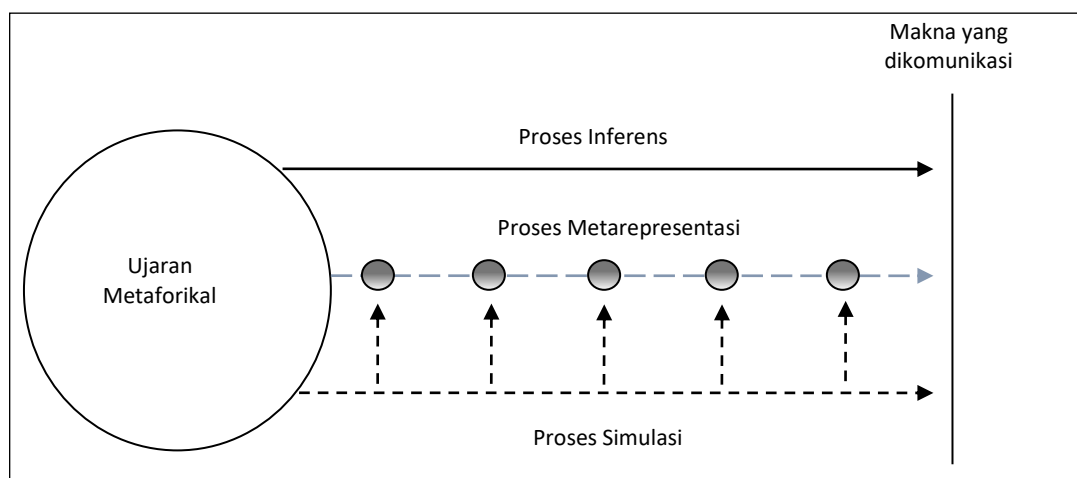 Makna yang
dikomunikasi
Proses Inferens
Proses Metarepresentasi
Ujaran
Metaforikal
Proses Simulasi